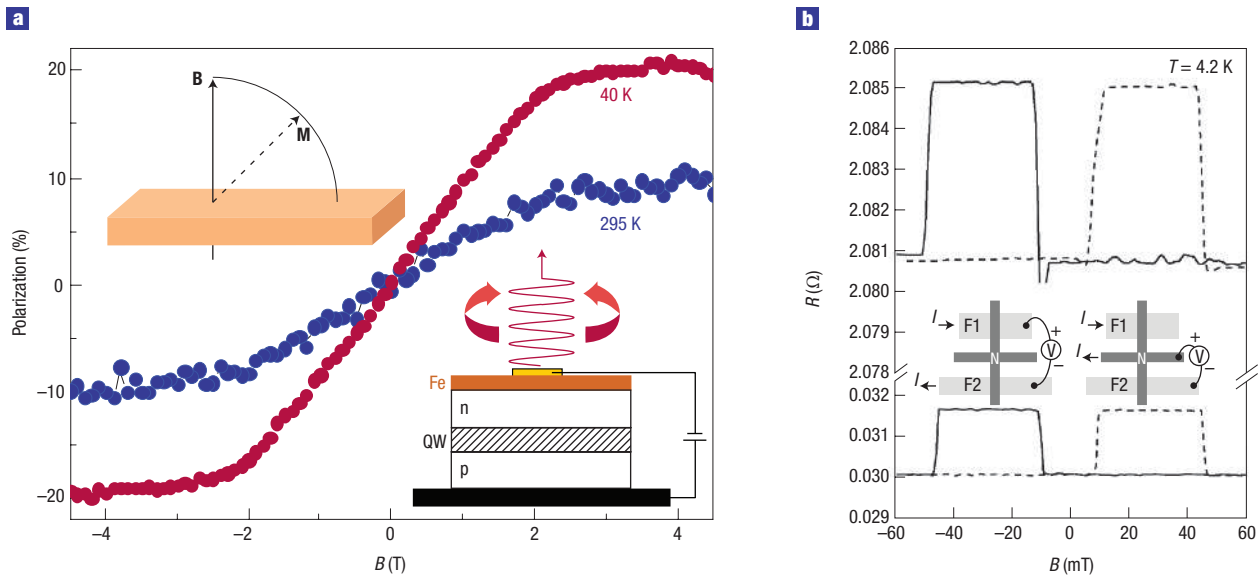 a
Polarization (%)
20
10
0
−10
−20
−4
−2
0
2
4
B (T)
B
M
40 K
295 K
Fe
n
QW
p
b
R (Ω)
2.086
2.085
2.084
2.083
2.082
2.081
2.080
2.079
2.078
0.032
0.031
0.030
0.029
−60
−40
−20
0
20
40
60
B (mT)
T = 4.2 K
I F1 + V − N I F2
I F1 + V − I N F2